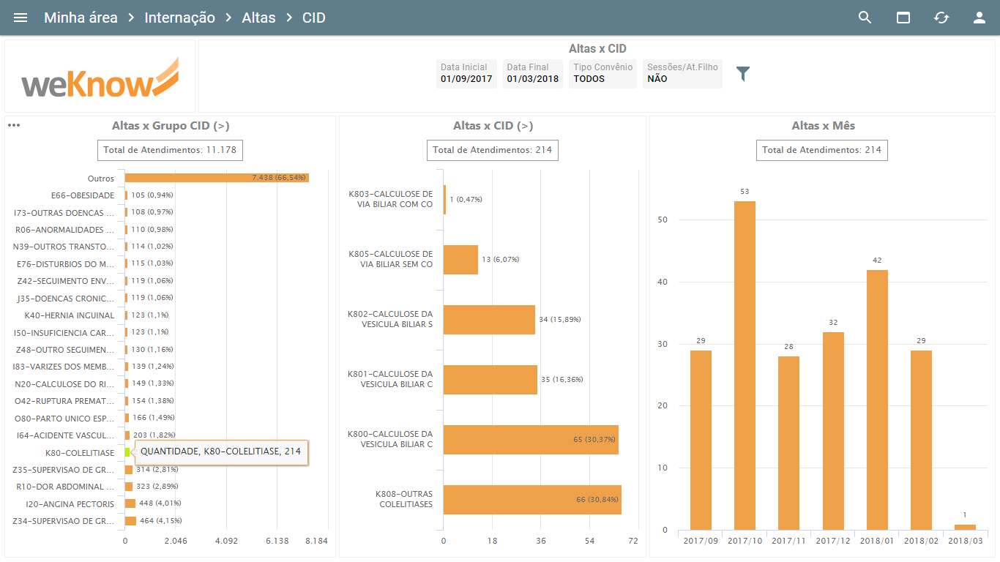 Minha área > Internação > Altas > CID
weKnow
Altas x CID
Data Inicial
01/09/2017
Data Final
01/03/2018
Tipo Convênio
TODOS
Sessões/At.Filho
NÃO
Altas x Grupo CID (>)
Total de Atendimentos: 11.178
Outros 7.438 (66,54%)
E66-OBESIDADE 105 (0,94%)
I73-OUTRAS DOENCAS ... 108 (0,97%)
R06-ANORMALIDADES ... 110 (0,98%)
N39-OUTROS TRANSTO... 114 (1,02%)
E76-DISTURBIOS DO M... 115 (1,03%)
Z42-SEGUIMENTO ENV... 119 (1,06%)
J35-DOENCAS CRONIC... 119 (1,06%)
K40-HERNIA INGUINAL 123 (1,1%)
I50-INSUFICIENCIA CAR... 123 (1,1%)
Z48-OUTRO SEGUIMEN... 130 (1,16%)
I83-VARIZES DOS MEMB... 139 (1,24%)
N20-CALCULOSE DO RI... 149 (1,33%)
O42-RUPTURA PREMAT... 154 (1,38%)
O80-PARTO UNICO ESP... 166 (1,49%)
I64-ACIDENTE VASCUL... 203 (1,82%)
K80-COLELITIASE QUANTIDADE, K80-COLELITIASE, 214
Z35-SUPERVISAO DE GR... 314 (2,81%)
R10-DOR ABDOMINAL ... 323 (2,89%)
I20-ANGINA PECTORIS 448 (4,01%)
Z34-SUPERVISAO DE GR... 464 (4,15%)
0 2.046 4.092 6.138 8.184
Altas x CID (>)
Total de Atendimentos: 214
K803-CALCULOSE DE
VIA BILIAR COM CO
1 (0,47%)
K805-CALCULOSE DE
VIA BILIAR SEM CO
13 (6,07%)
K802-CALCULOSE DA
VESICULA BILIAR S
34 (15,89%)
K801-CALCULOSE DA
VESICULA BILIAR C
35 (16,36%)
K800-CALCULOSE DA
VESICULA BILIAR C
65 (30,37%)
K808-OUTRAS
COLELITIASES
66 (30,84%)
0 18 36 54 72
Altas x Mês
Total de Atendimentos: 214
50
40
30
20
10
0
29 53 28 32 42 29 1
2017/09 2017/10 2017/11 2017/12 2018/01 2018/02 2018/03